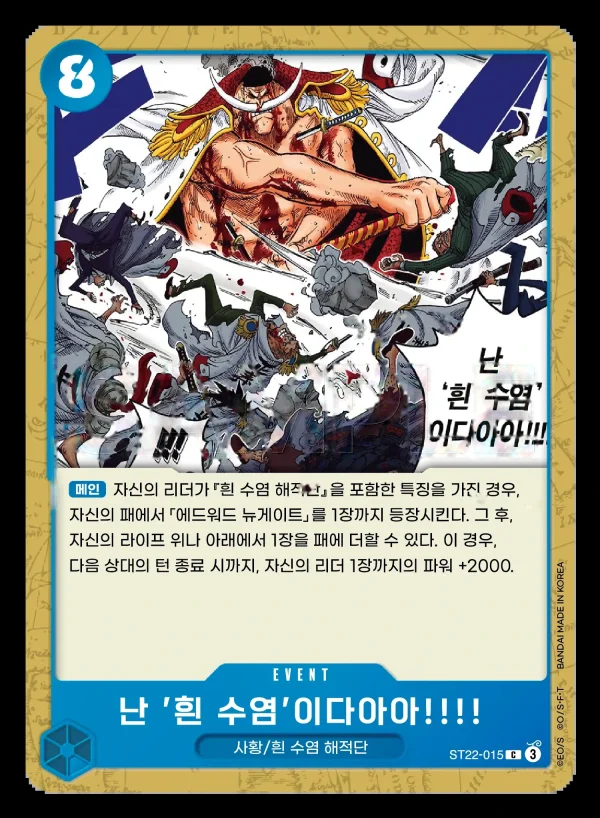 8
난
'흰 수염'
이다아아!!!!
!!!
메인 자신의 리더가 『흰 수염 해적단』을 포함한 특징을 가진 경우,
자신의 패에서 「에드워드 뉴게이트」를 1장까지 등장시킨다. 그 후,
자신의 라이프 위나 아래에서 1장을 패에 더할 수 있다. 이 경우,
다음 상대의 턴 종료 시까지, 자신의 리더 1장까지의 파워 +2000.
EVENT
난 '흰 수염'이다아아!!!!
사황/흰 수염 해적단
ST22-015 C 3
©E.O/S ©O/S·F·T BANDAI MADE IN KOREA